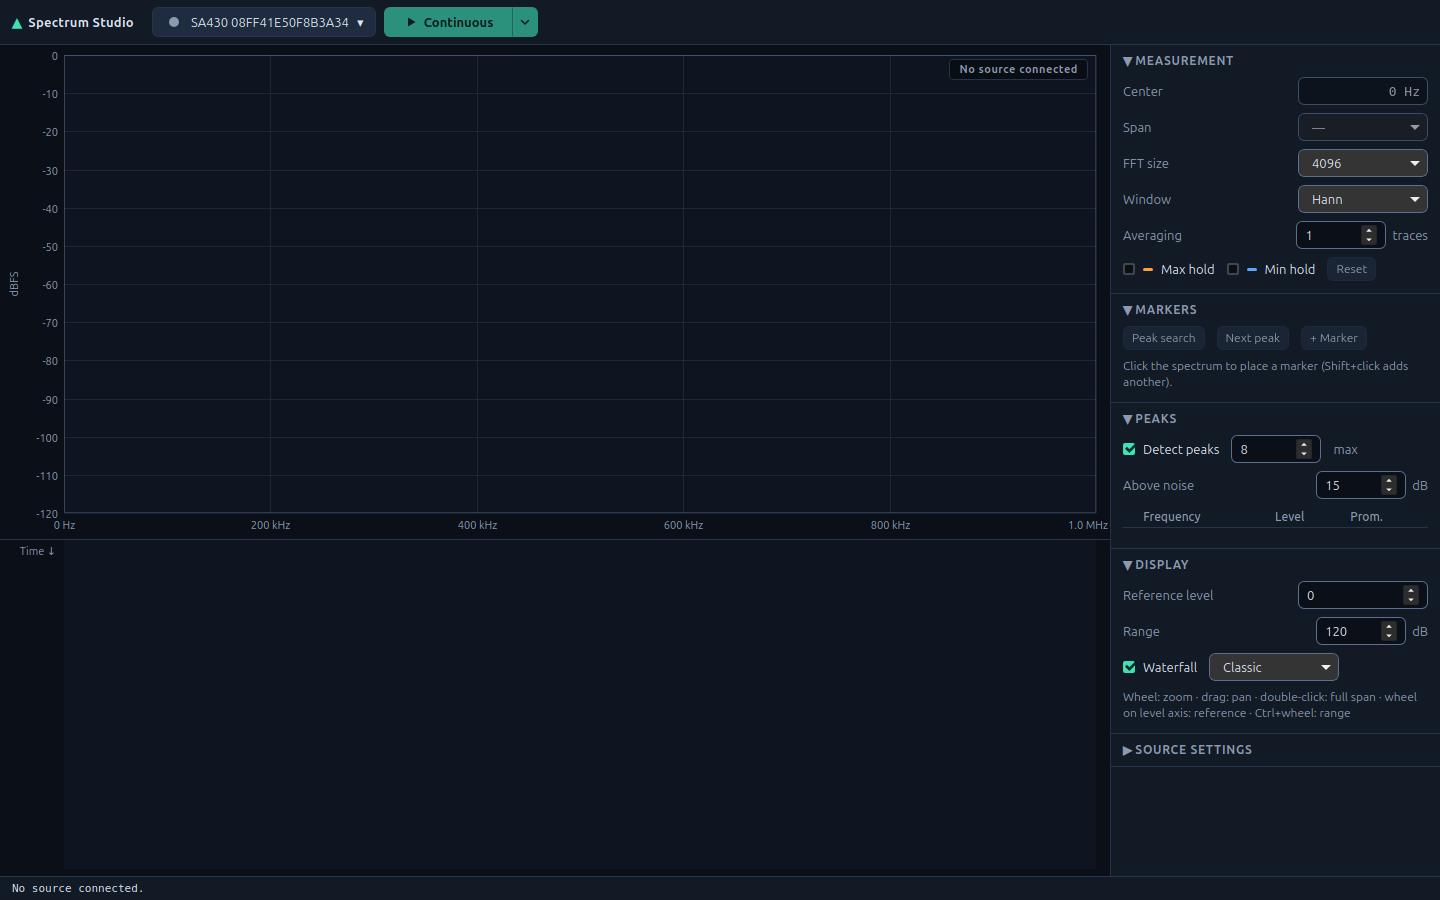 Spectrum Studio
SA430 08FF41E50F8B3A34
Continuous
No source connected
0
-10
-20
-30
-40
-50
-60
-70
-80
-90
-100
-110
-120
dBFS
0 Hz 200 kHz 400 kHz 600 kHz 800 kHz 1.0 MHz
Time ↓
MEASUREMENT
Center 0 Hz
Span —
FFT size 4096
Window Hann
Averaging 1 traces
Max hold Min hold Reset
MARKERS
Peak search Next peak + Marker
Click the spectrum to place a marker (Shift+click adds
another).
PEAKS
Detect peaks 8 max
Above noise 15 dB
Frequency Level Prom.
DISPLAY
Reference level 0
Range 120 dB
Waterfall Classic
Wheel: zoom · drag: pan · double-click: full span · wheel
on level axis: reference · Ctrl+wheel: range
SOURCE SETTINGS
No source connected.